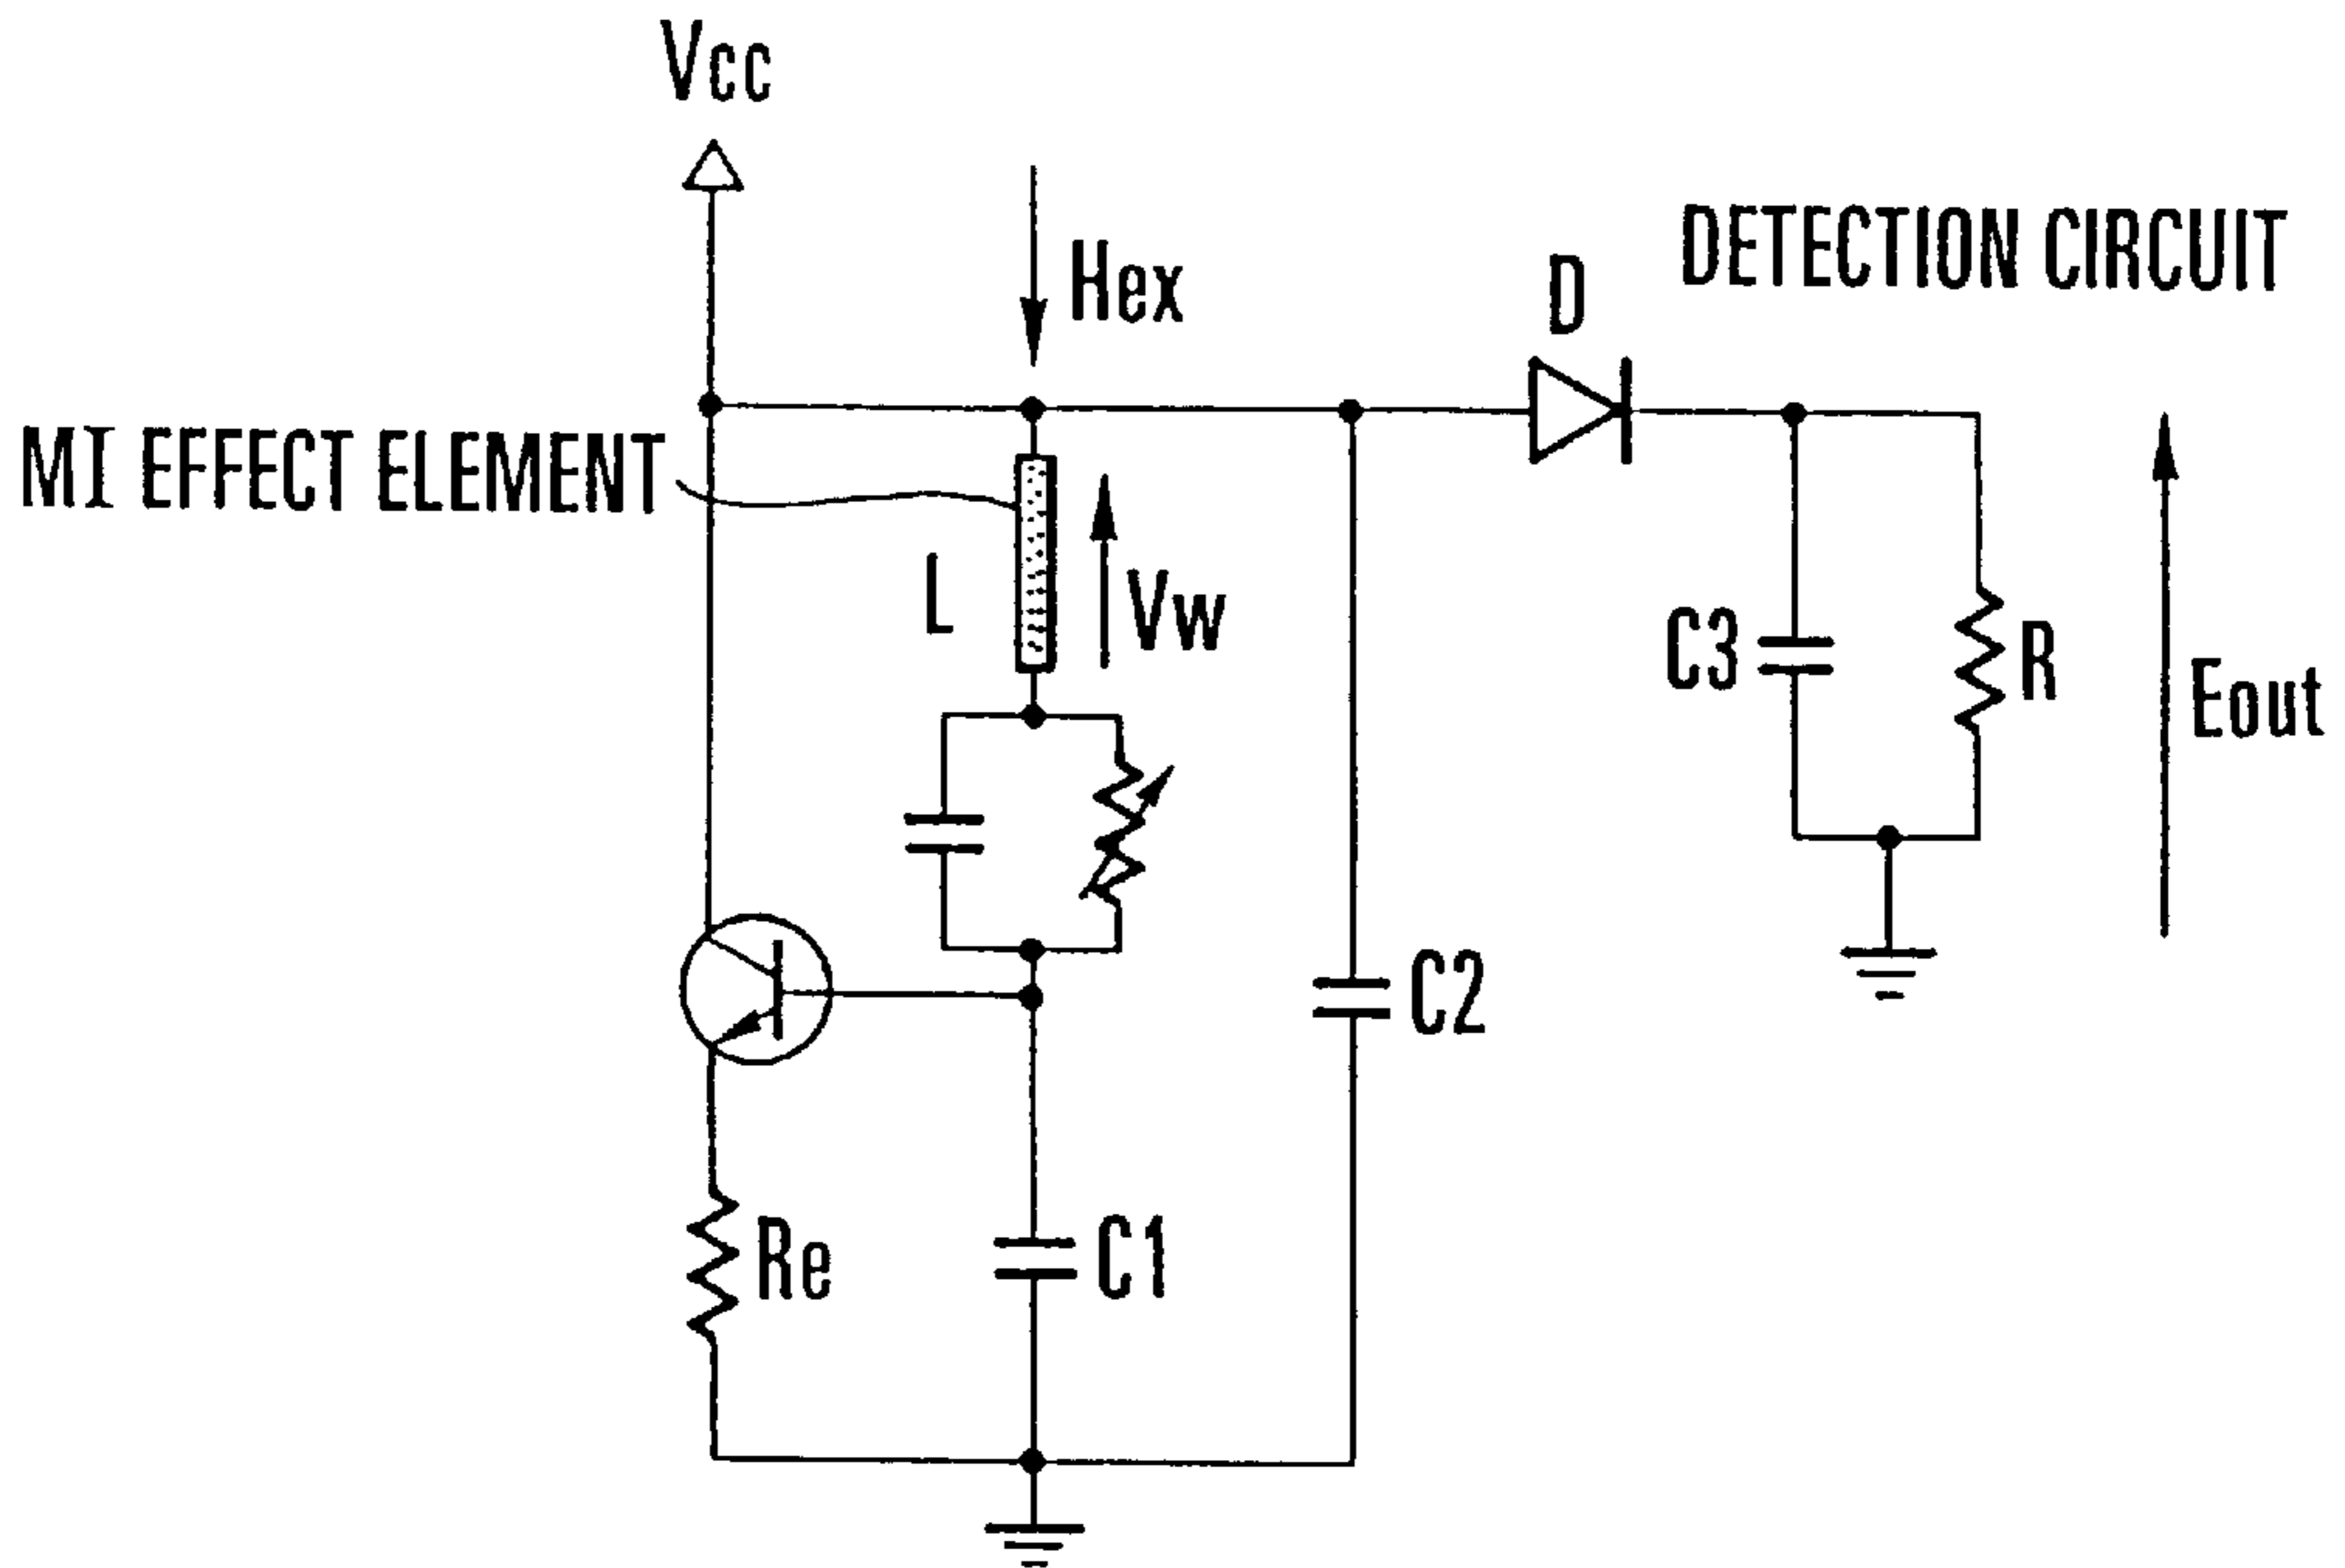 Vcc
Hex
D
DETECTION CIRCUIT
MI EFFECT ELEMENT
L
Vw
C3
R
Eout
C2
Re
C1